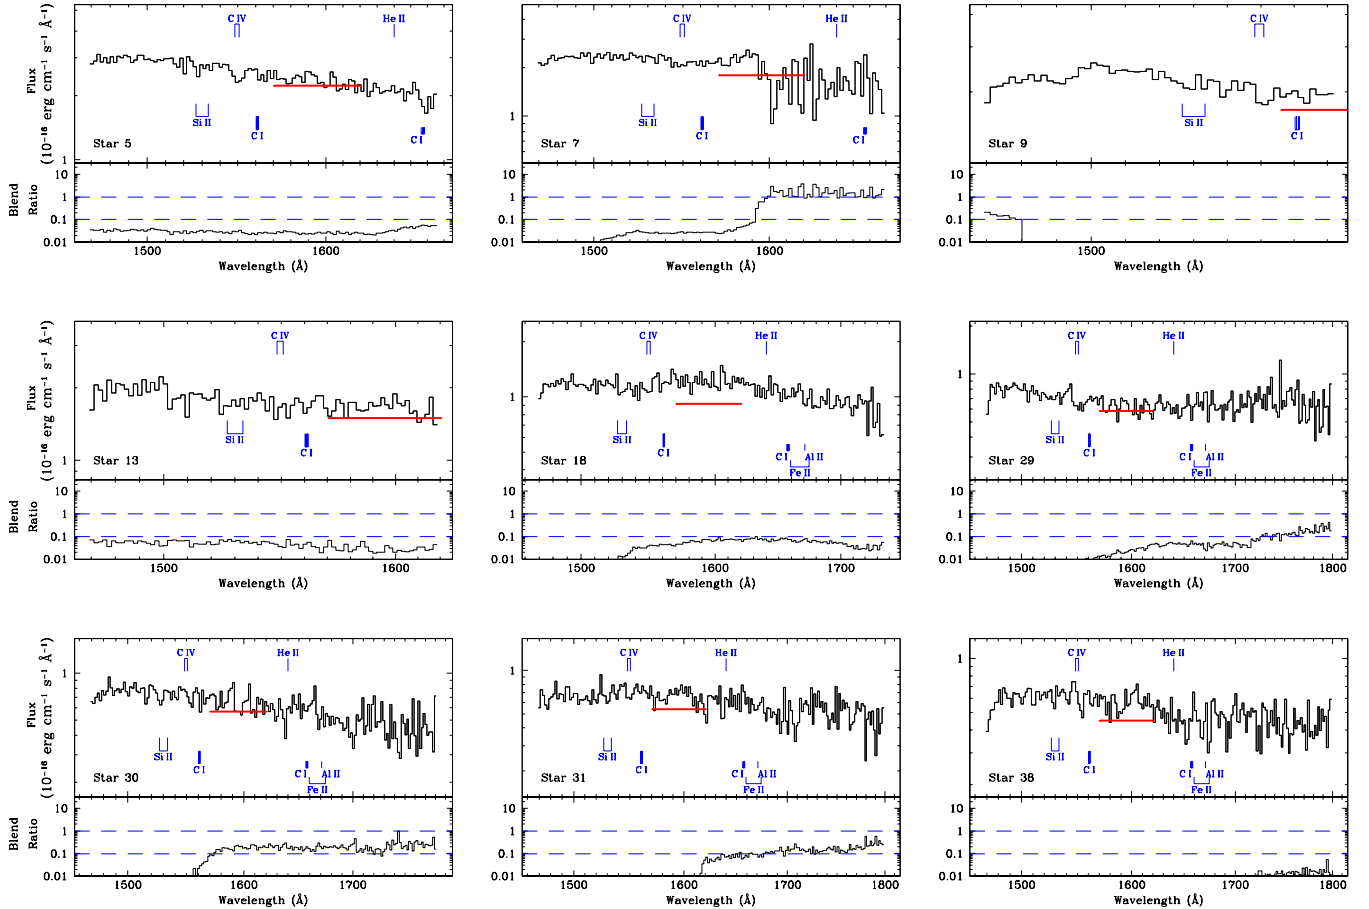 C IV
He II
C IV
He II
C IV
Flux
(10⁻¹⁶ erg cm⁻¹ s⁻¹ Å⁻¹)
Si II
C I
C I
Si II
C I
C I
Si II
C I
1
1
Star 5
Star 7
Star 9
Blend
Ratio
10
1
0.1
0.01
10
1
0.1
0.01
10
1
0.1
0.01
1500
1600
1500
1600
1500
Wavelength (Å)
Wavelength (Å)
Wavelength (Å)
C IV
C IV
He II
C IV
He II
Flux
(10⁻¹⁶ erg cm⁻¹ s⁻¹ Å⁻¹)
1
1
1
Si II
C I
Si II
C I
C I
Al II
Fe II
Si II
C I
C I
Al II
Fe II
Star 13
Star 18
Star 29
Blend
Ratio
10
1
0.1
0.01
10
1
0.1
0.01
10
1
0.1
0.01
1500
1600
1500
1600
1700
1500
1600
1700
1800
Wavelength (Å)
Wavelength (Å)
Wavelength (Å)
C IV
He II
C IV
He II
C IV
He II
Flux
(10⁻¹⁶ erg cm⁻¹ s⁻¹ Å⁻¹)
1
1
1
Si II
C I
C I
Al II
Fe II
Si II
C I
C I
Al II
Fe II
Si II
C I
C I
Al II
Fe II
Star 30
Star 31
Star 38
Blend
Ratio
10
1
0.1
0.01
10
1
0.1
0.01
10
1
0.1
0.01
1500
1600
1700
1500
1600
1700
1800
1500
1600
1700
1800
Wavelength (Å)
Wavelength (Å)
Wavelength (Å)